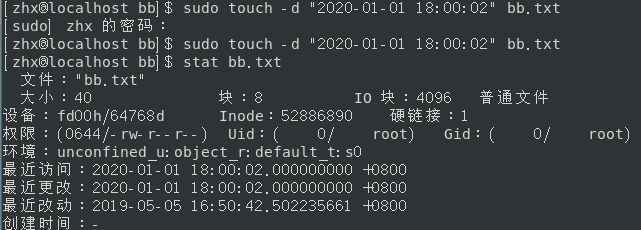 [zhx@localhost bb]$ sudo touch -d "2020-01-01 18:00:02" bb.txt
[sudo] zhx 的密码：
[zhx@localhost bb]$ sudo touch -d "2020-01-01 18:00:02" bb.txt
[zhx@localhost bb]$ stat bb.txt
文件："bb.txt"
大小：40 块：8 IO 块：4096 普通文件
设备：fd00h/64768d Inode：52886890 硬链接：1
权限：(0644/-rw-r--r--) Uid：( 0/ root) Gid：( 0/ root)
环境：unconfined_u:object_r:default_t:s0
最近访问：2020-01-01 18:00:02.000000000 +0800
最近更改：2020-01-01 18:00:02.000000000 +0800
最近改动：2019-05-05 16:50:42.502235661 +0800
创建时间：-